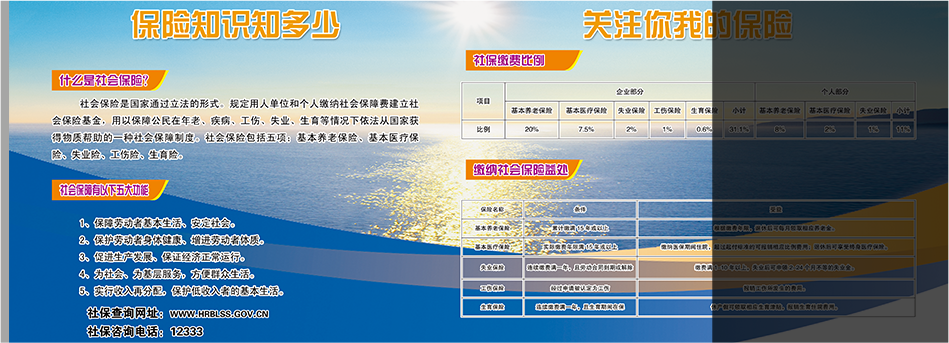 保险知识知多少
什么是社会保险?
社会保险是国家通过立法的形式。规定用人单位和个人缴纳社会保障费建立社
会保险基金，用以保障公民在年老、疾病、工伤、失业、生育等情况下依法从国家获
得物质帮助的一种社会保障制度。社会保险包括五项：基本养老保险、基本医疗保
险、失业险、工伤险、生育险。
社会保障有以下五大功能
1、保障劳动者基本生活，安定社会。
2、保护劳动者身体健康，增进劳动者体质。
3、促进生产发展、保证经济正常运行。
4、为社会、为基层服务，方便群众生活。
5、实行收入再分配，保护低收入者的基本生活。
社保查询网址：WWW.HRBLSS.GOV.CN
社保咨询电话：12333
关注你我的保险
社保缴费比例
项目 企业部分 个人部分
基本养老保险 基本医疗保险 失业保险 工伤保险 生育保险 小计 基本养老保险 基本医疗保险 失业保险 小计
比例 20% 7.5% 2% 1% 0.6% 31.1% 8% 2% 1% 11%
缴纳社会保险益处
保险名称 条件
基本养老保险 累计缴满15年或以上
基本医疗保险 实际缴费年限满15年或以上
失业保险 连续缴费满一年，且劳动合同到期或解除
工伤保险 经过申请被认定为工伤
生育保险 连续缴费满一年，且生育期间在保